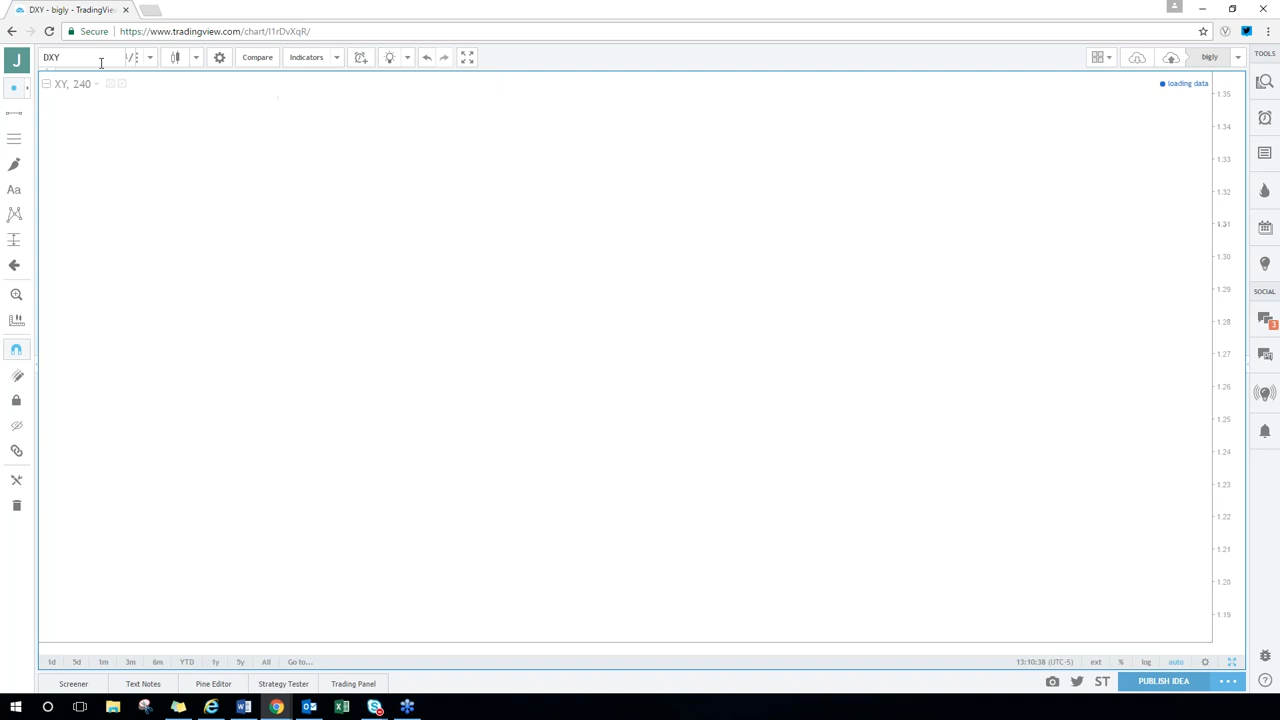 DXY - bigly - TradingVie
Secure
https://www.tradingview.com/chart/I1rDvXqR/
J
DXY
Compare
Indicators
bigly
TOOLS
XY, 240
loading data
1.35
1.34
1.33
1.32
1.31
1.30
1.29
SOCIAL
3
1.28
1.27
1.26
1.25
1.24
1.23
1.22
1.21
1.20
1.19
Aa
1d 5d 1m 3m 6m YTD 1y 5y All Go to...
13:10:38 (UTC-5) ext % log auto
Screener Text Notes Pine Editor Strategy Tester Trading Panel
ST
PUBLISH IDEA